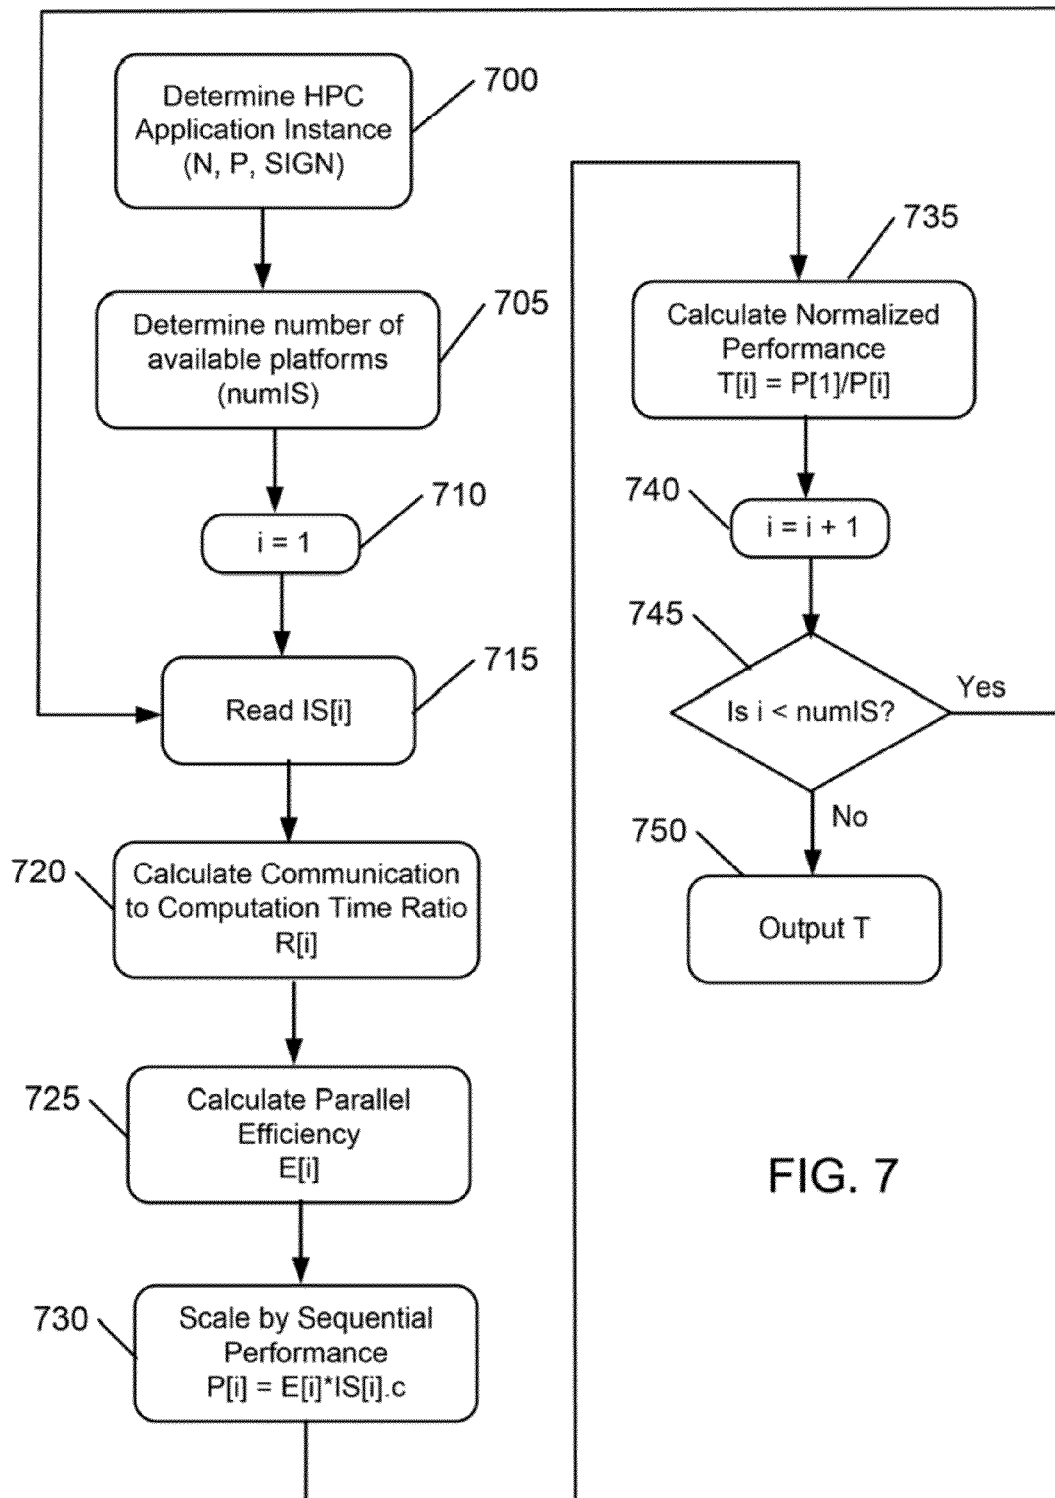 Determine HPC
Application Instance
(N, P, SIGN)
700
Determine number of
available platforms
(numIS)
705
i = 1
710
Read IS[i]
715
720
Calculate Communication
to Computation Time Ratio
R[i]
725
Calculate Parallel
Efficiency
E[i]
730
Scale by Sequential
Performance
P[i] = E[i]*IS[i].c
735
Calculate Normalized
Performance
T[i] = P[1]/P[i]
740
i = i + 1
745
Is i < numIS?
Yes
No
750
Output T
FIG. 7